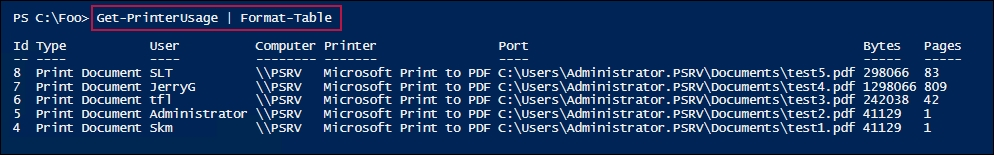 PS C:\Foo> Get-PrinterUsage | Format-Table
Id Type           User          Computer Printer                Port                                              Bytes   Pages
-- ----           ----          -------- -------                ----                                              -----   -----
8  Print Document SLT           \\PSRV   Microsoft Print to PDF C:\Users\Administrator.PSRV\Documents\test5.pdf 298066  83
7  Print Document JerryG        \\PSRV   Microsoft Print to PDF C:\Users\Administrator.PSRV\Documents\test4.pdf 1298066 809
6  Print Document tfl           \\PSRV   Microsoft Print to PDF C:\Users\Administrator.PSRV\Documents\test3.pdf 242038  42
5  Print Document Administrator \\PSRV   Microsoft Print to PDF C:\Users\Administrator.PSRV\Documents\test2.pdf 41129   1
4  Print Document Skm           \\PSRV   Microsoft Print to PDF C:\Users\Administrator.PSRV\Documents\test1.pdf 41129   1